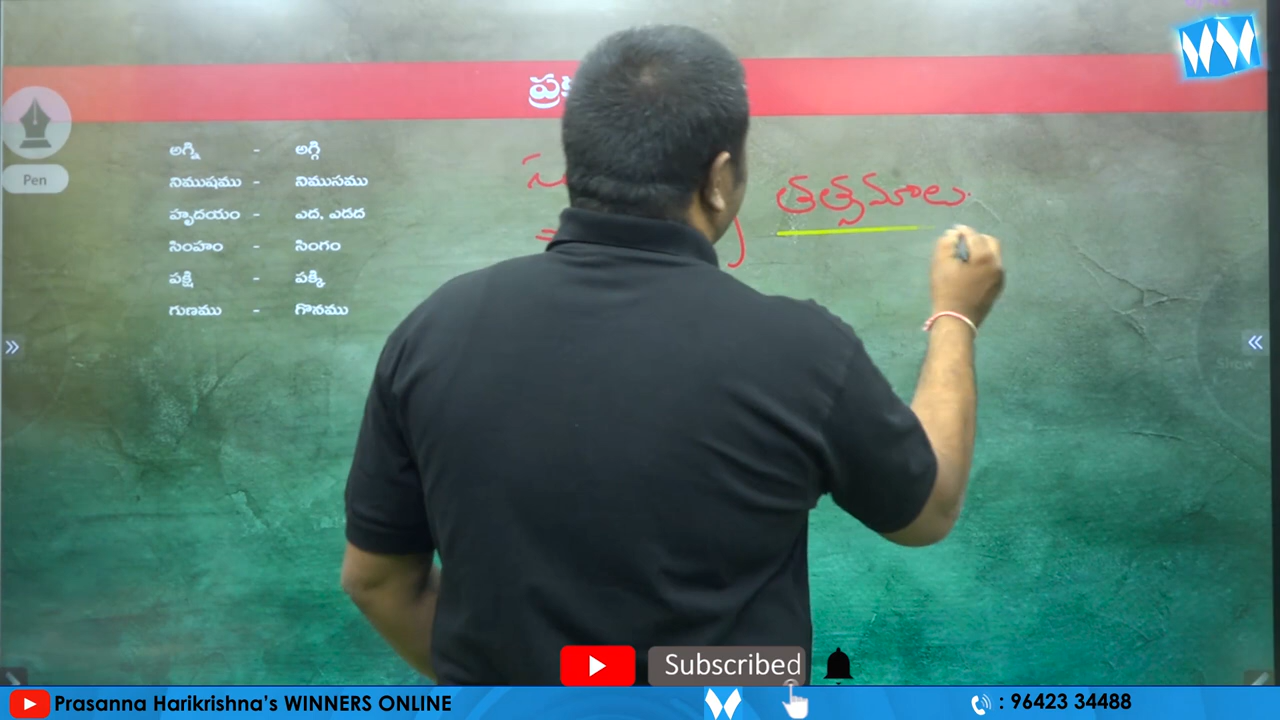 Pen
అగ్ని - అగ్గి
నిముషము - నిముసము
హృదయం - ఎద, ఎడద
సింహం - సింగం
పక్షి - పక్కి
గుణము - గొనము
తత్సమాలు
Subscribed
Prasanna Harikrishna's WINNERS ONLINE
: 96423 34488